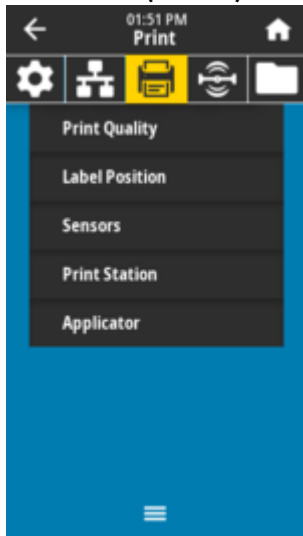 01:51 PM
Print
Print Quality
Label Position
Sensors
Print Station
Applicator